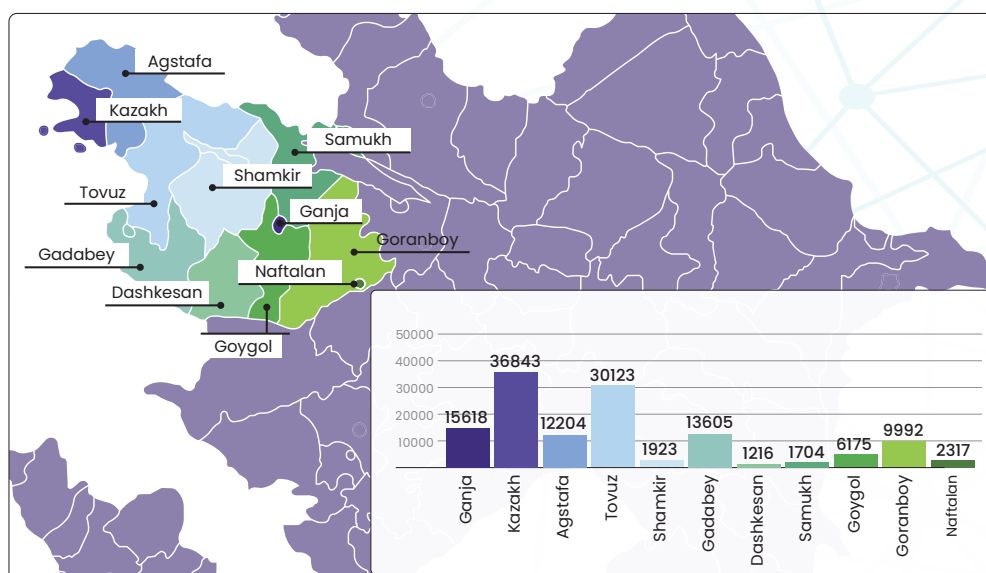 Agstafa
Kazakh
Samukh
Shamkir
Tovuz
Ganja
Goranboy
Gadabey
Naftalan
Dashkesan
Goygol
50000
40000
30000
20000
10000
15618
36843
12204
30123
1923
13605
1216
1704
6175
9992
2317
Ganja
Kazakh
Agstafa
Tovuz
Shamkir
Gadabey
Dashkesan
Samukh
Goygol
Goranboy
Naftalan